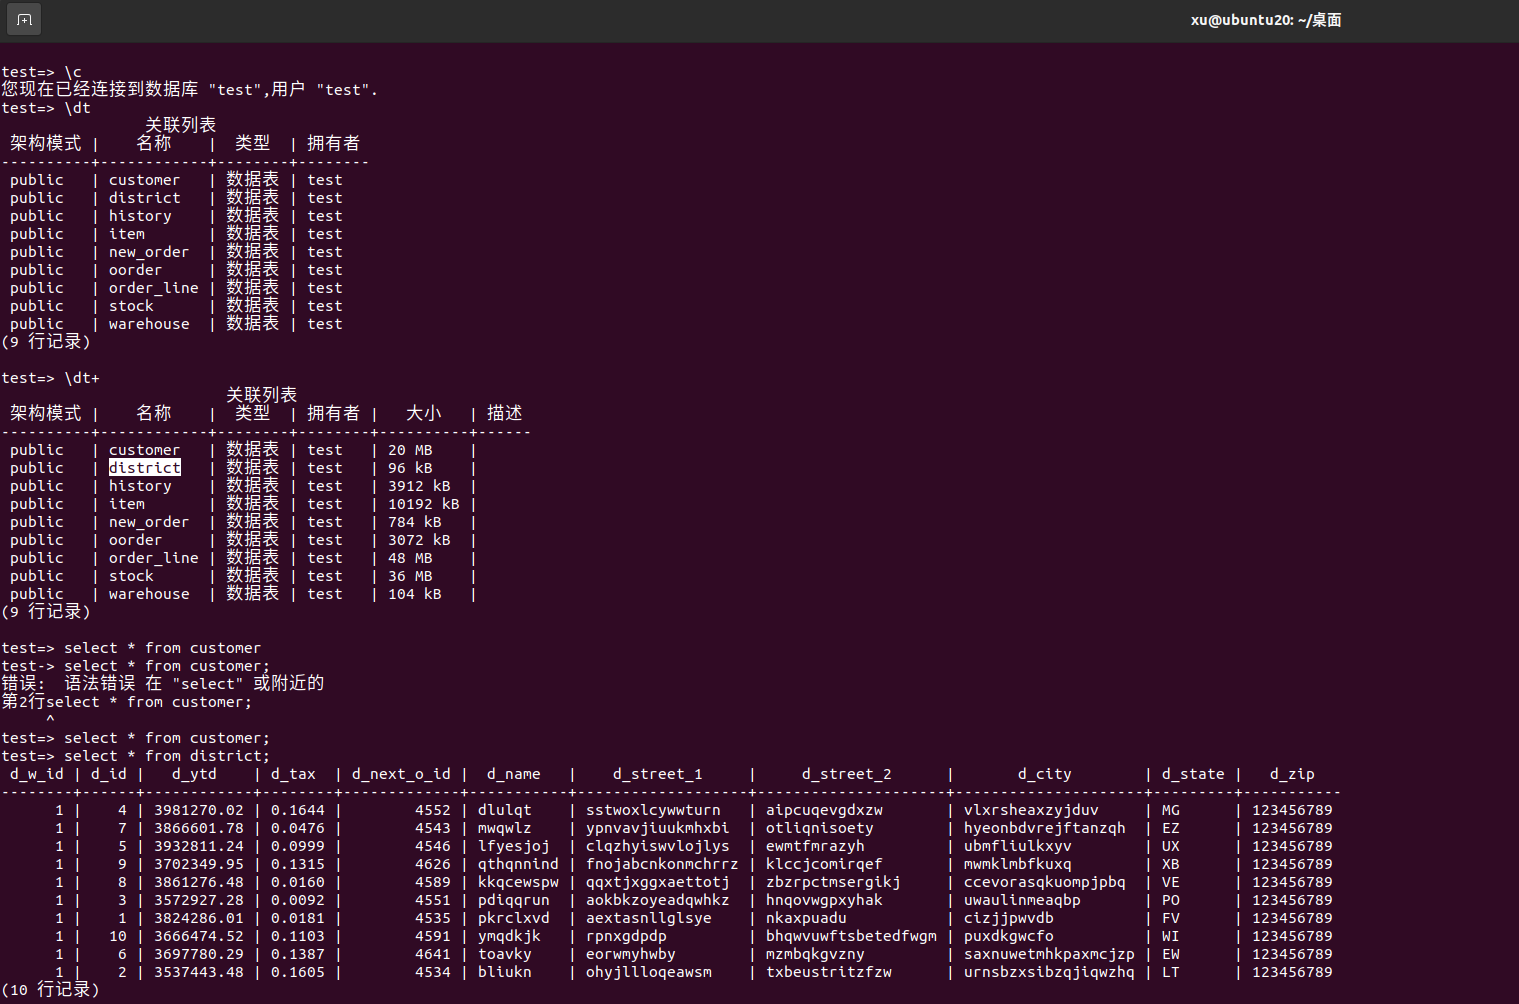 xu@ubuntu20: ~/桌面
test=> \c
您现在已经连接到数据库 "test",用户 "test".
test=> \dt
关联列表
架构模式 | 名称 | 类型 | 拥有者
----------+------------+--------+--------
public | customer | 数据表 | test
public | district | 数据表 | test
public | history | 数据表 | test
public | item | 数据表 | test
public | new_order | 数据表 | test
public | oorder | 数据表 | test
public | order_line | 数据表 | test
public | stock | 数据表 | test
public | warehouse | 数据表 | test
(9 行记录)
test=> \dt+
关联列表
架构模式 | 名称 | 类型 | 拥有者 | 大小 | 描述
----------+------------+--------+--------+----------+------
public | customer | 数据表 | test | 20 MB |
public | district | 数据表 | test | 96 kB |
public | history | 数据表 | test | 3912 kB |
public | item | 数据表 | test | 10192 kB |
public | new_order | 数据表 | test | 784 kB |
public | oorder | 数据表 | test | 3072 kB |
public | order_line | 数据表 | test | 48 MB |
public | stock | 数据表 | test | 36 MB |
public | warehouse | 数据表 | test | 104 kB |
(9 行记录)
test=> select * from customer
test-> select * from customer;
错误: 语法错误 在 "select" 或附近的
第2行select * from customer;
^
test=> select * from customer;
test=> select * from district;
d_w_id | d_id | d_ytd | d_tax | d_next_o_id | d_name | d_street_1 | d_street_2 | d_city | d_state | d_zip
--------+------+------------+--------+-------------+-----------+-------------------+---------------------+---------------------+---------+-----------
1 | 4 | 3981270.02 | 0.1644 | 4552 | dlulqt | sstwoxlcywwturn | aipcuqevgdxzw | vlxrsheaxzyjduv | MG | 123456789
1 | 7 | 3866601.78 | 0.0476 | 4543 | mwqwlz | ypnvavjiuukmhxbi | otliqnisoety | hyeonbdvrejftanzqh | EZ | 123456789
1 | 5 | 3932811.24 | 0.0999 | 4546 | lfyesjoj | clqzhyiswvlojlys | ewmtfmrazyh | ubmfliulkxyv | UX | 123456789
1 | 9 | 3702349.95 | 0.1315 | 4626 | qthqnnind | fnojabcnkonmchrrz | klccjcomirqef | mwmklmbfkuxq | XB | 123456789
1 | 8 | 3861276.48 | 0.0160 | 4589 | kkqcewspw | qqxtjxggxaettotj | zbzrpctmsergikj | ccevorasqkuompjpbq | VE | 123456789
1 | 3 | 3572927.28 | 0.0092 | 4551 | pdiqqrun | aokbkzoyeadqwhkz | hnqovwgpxyhak | uwaulinmeaqbp | PO | 123456789
1 | 1 | 3824286.01 | 0.0181 | 4535 | pkrclxvd | aextasnllglsye | nkaxpuadu | cizjjpwvdb | FV | 123456789
1 | 10 | 3666474.52 | 0.1103 | 4591 | ymqdkjk | rpnxgdpdp | bhqwvuwftsbetedfwgm | puxdkgwcfo | WI | 123456789
1 | 6 | 3697780.29 | 0.1387 | 4641 | toavky | eorwmyhwby | mzmbqkgvzny | saxnuwetmhkpaxmcjzp | EW | 123456789
1 | 2 | 3537443.48 | 0.1605 | 4534 | bliukn | ohyjllloqeawsm | txbeustritzfzw | urnsbzxsibzqjiqwzhq | LT | 123456789
(10 行记录)